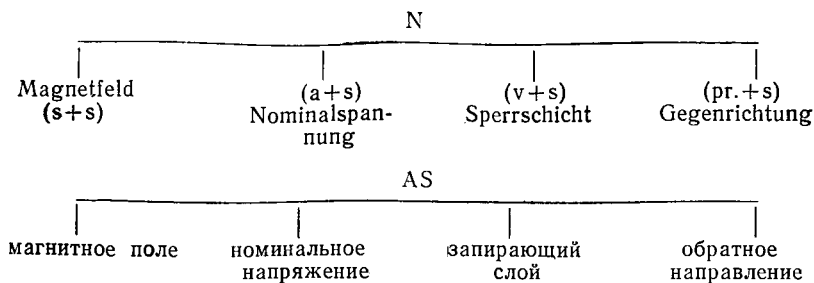 N
Magnetfeld (a+s) (v+s) (pr.+s)
(s+s) Nominalspan- Sperrschicht Gegenrichtung
nung
AS
магнитное поле номинальное запирающий обратное
напряжение слой направление